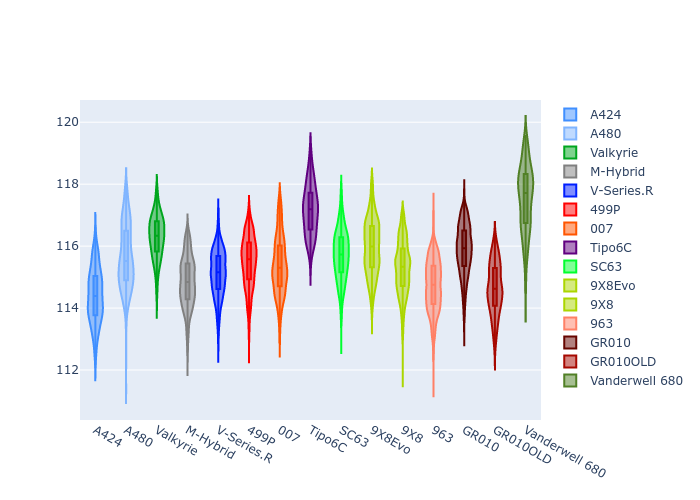 120
118
116
114
112
A424
A480
Valkyrie
M-Hybrid
V-Series.R
499P
007
Tipo6C
SC63
9X8Evo
9X8
963
GR010
GR010OLD
Vanderwell 680
A424
A480
Valkyrie
M-Hybrid
V-Series.R
499P
007
Tipo6C
SC63
9X8Evo
9X8
963
GR010
GR010OLD
Vanderwell 680